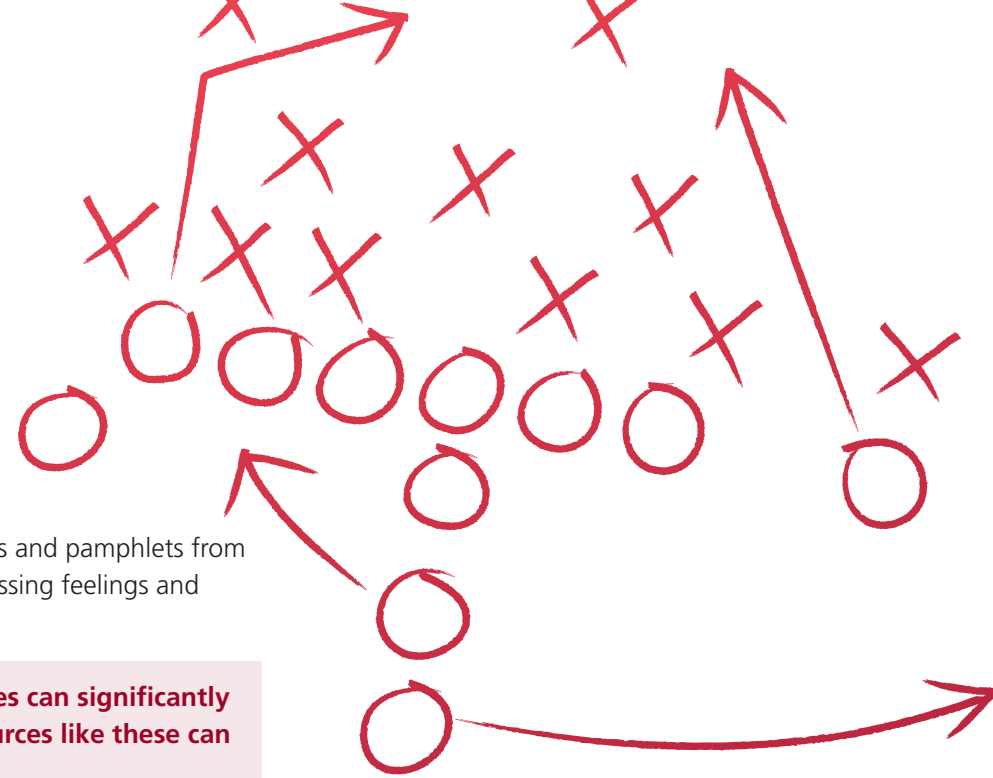 s and pamphlets from
ssing feelings and
es can significantly
urces like these can